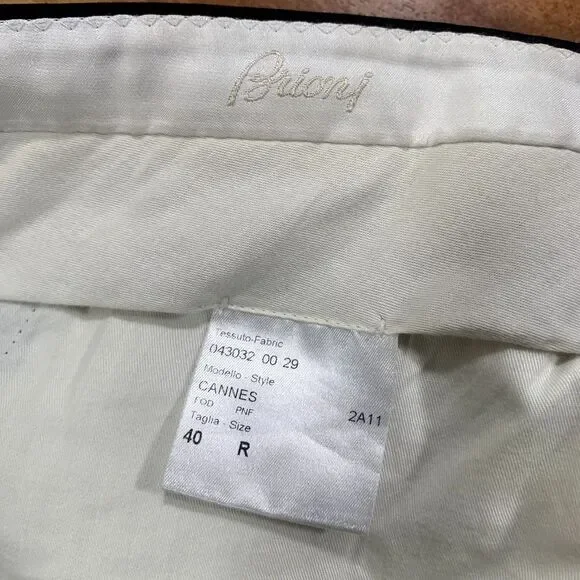 Brioni
Tessuto-Fabric
043032 00 29
Modello - Style
CANNES
FOD PNF 2A11
Taglia - Size
40 R